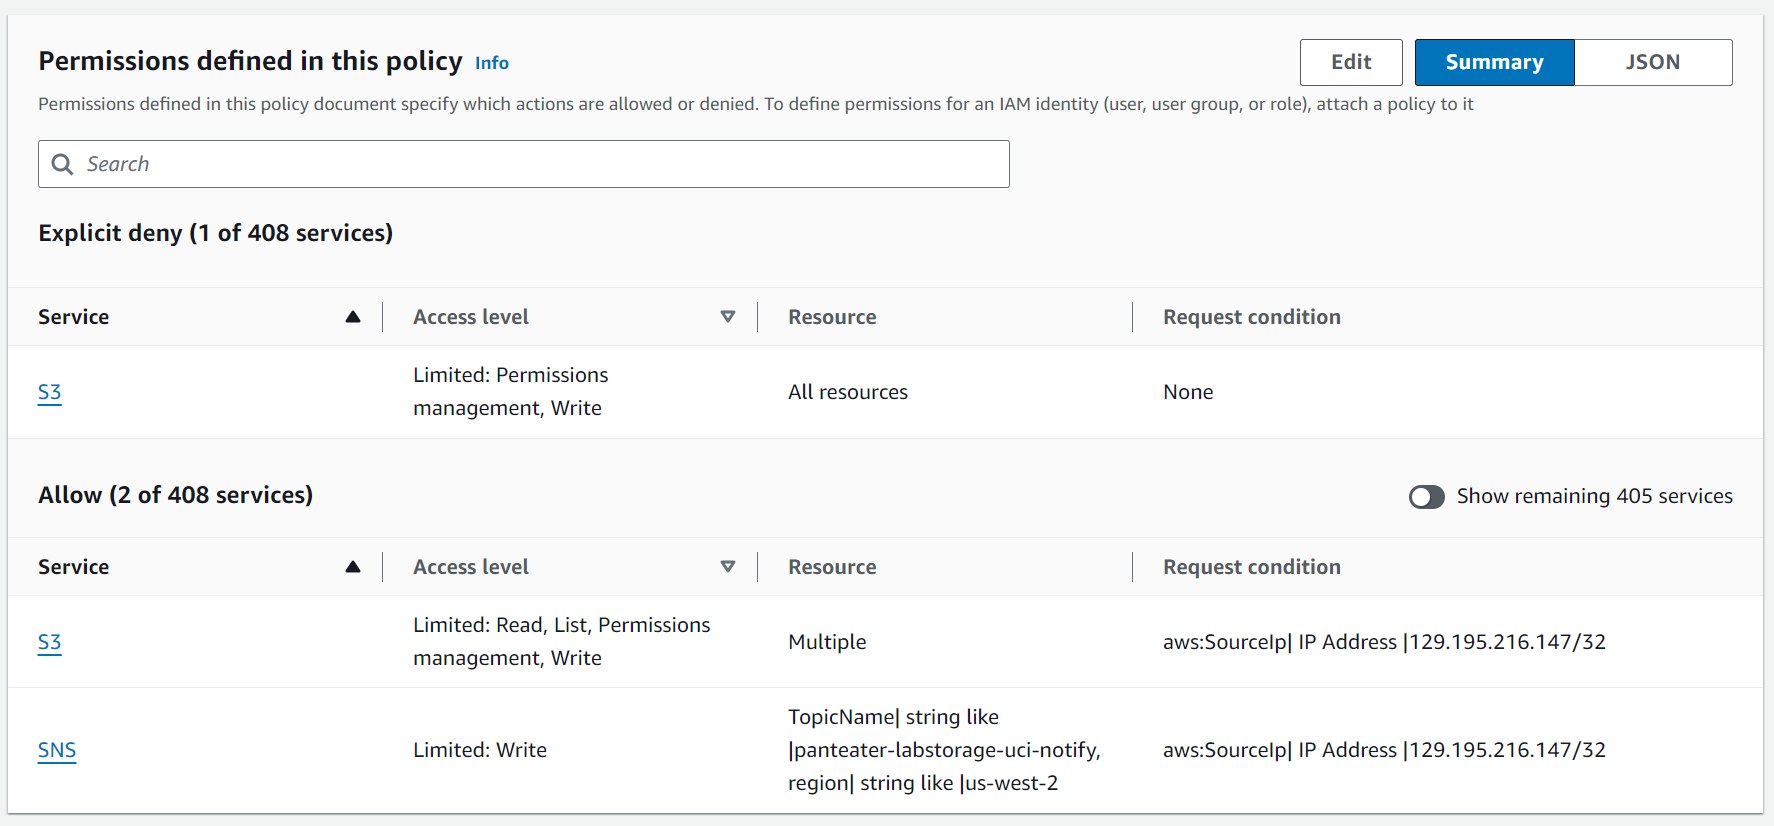 Permissions defined in this policy Info
Edit Summary JSON
Permissions defined in this policy document specify which actions are allowed or denied. To define permissions for an IAM identity (user, user group, or role), attach a policy to it
Search
Explicit deny (1 of 408 services)
Service Access level Resource Request condition
S3 Limited: Permissions management, Write All resources None
Allow (2 of 408 services) Show remaining 405 services
Service Access level Resource Request condition
S3 Limited: Read, List, Permissions management, Write Multiple aws:SourceIp| IP Address |129.195.216.147/32
SNS Limited: Write TopicName| string like |panteater-labstorage-uci-notify, region| string like |us-west-2 aws:SourceIp| IP Address |129.195.216.147/32